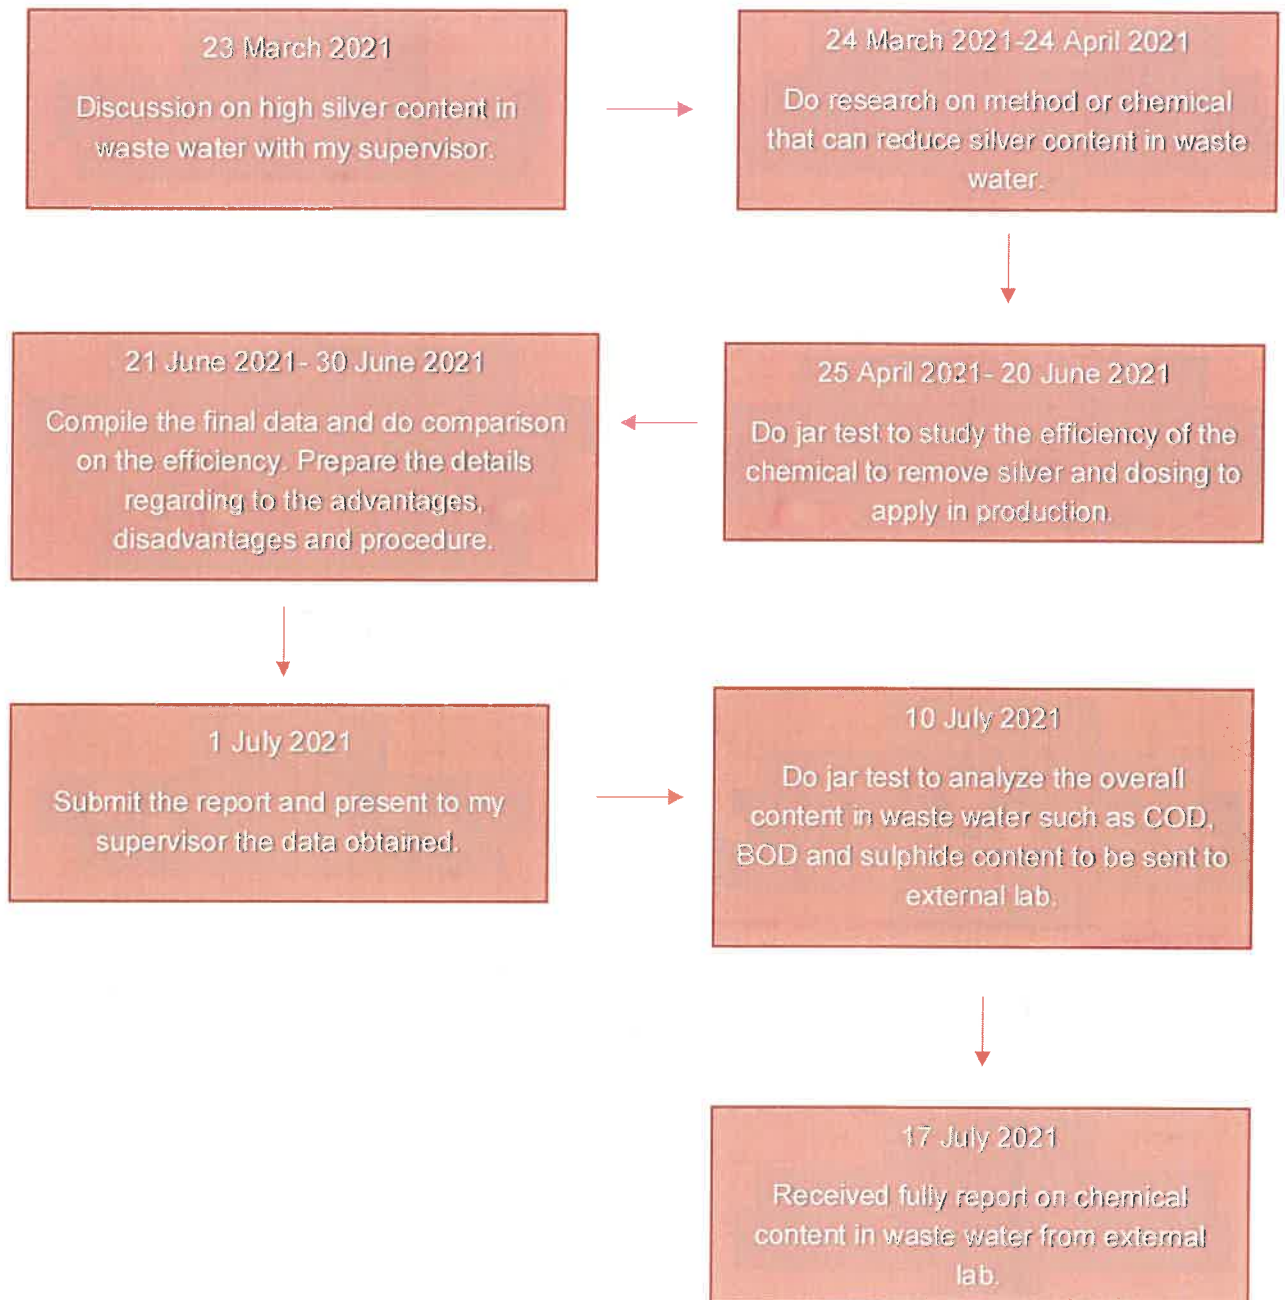 23 March 2021
Discussion on high silver content in
waste water with my supervisor.
24 March 2021-24 April 2021
Do research on method or chemical
that can reduce silver content in waste
water.
25 April 2021- 20 June 2021
Do jar test to study the efficiency of the
chemical to remove silver and dosing to
apply in production.
21 June 2021- 30 June 2021
Compile the final data and do comparison
on the efficiency. Prepare the details
regarding to the advantages,
disadvantages and procedure.
1 July 2021
Submit the report and present to my
supervisor the data obtained.
10 July 2021
Do jar test to analyze the overall
content in waste water such as COD,
BOD and sulphide content to be sent to
external lab.
17 July 2021
Received fully report on chemical
content in waste water from external
lab.